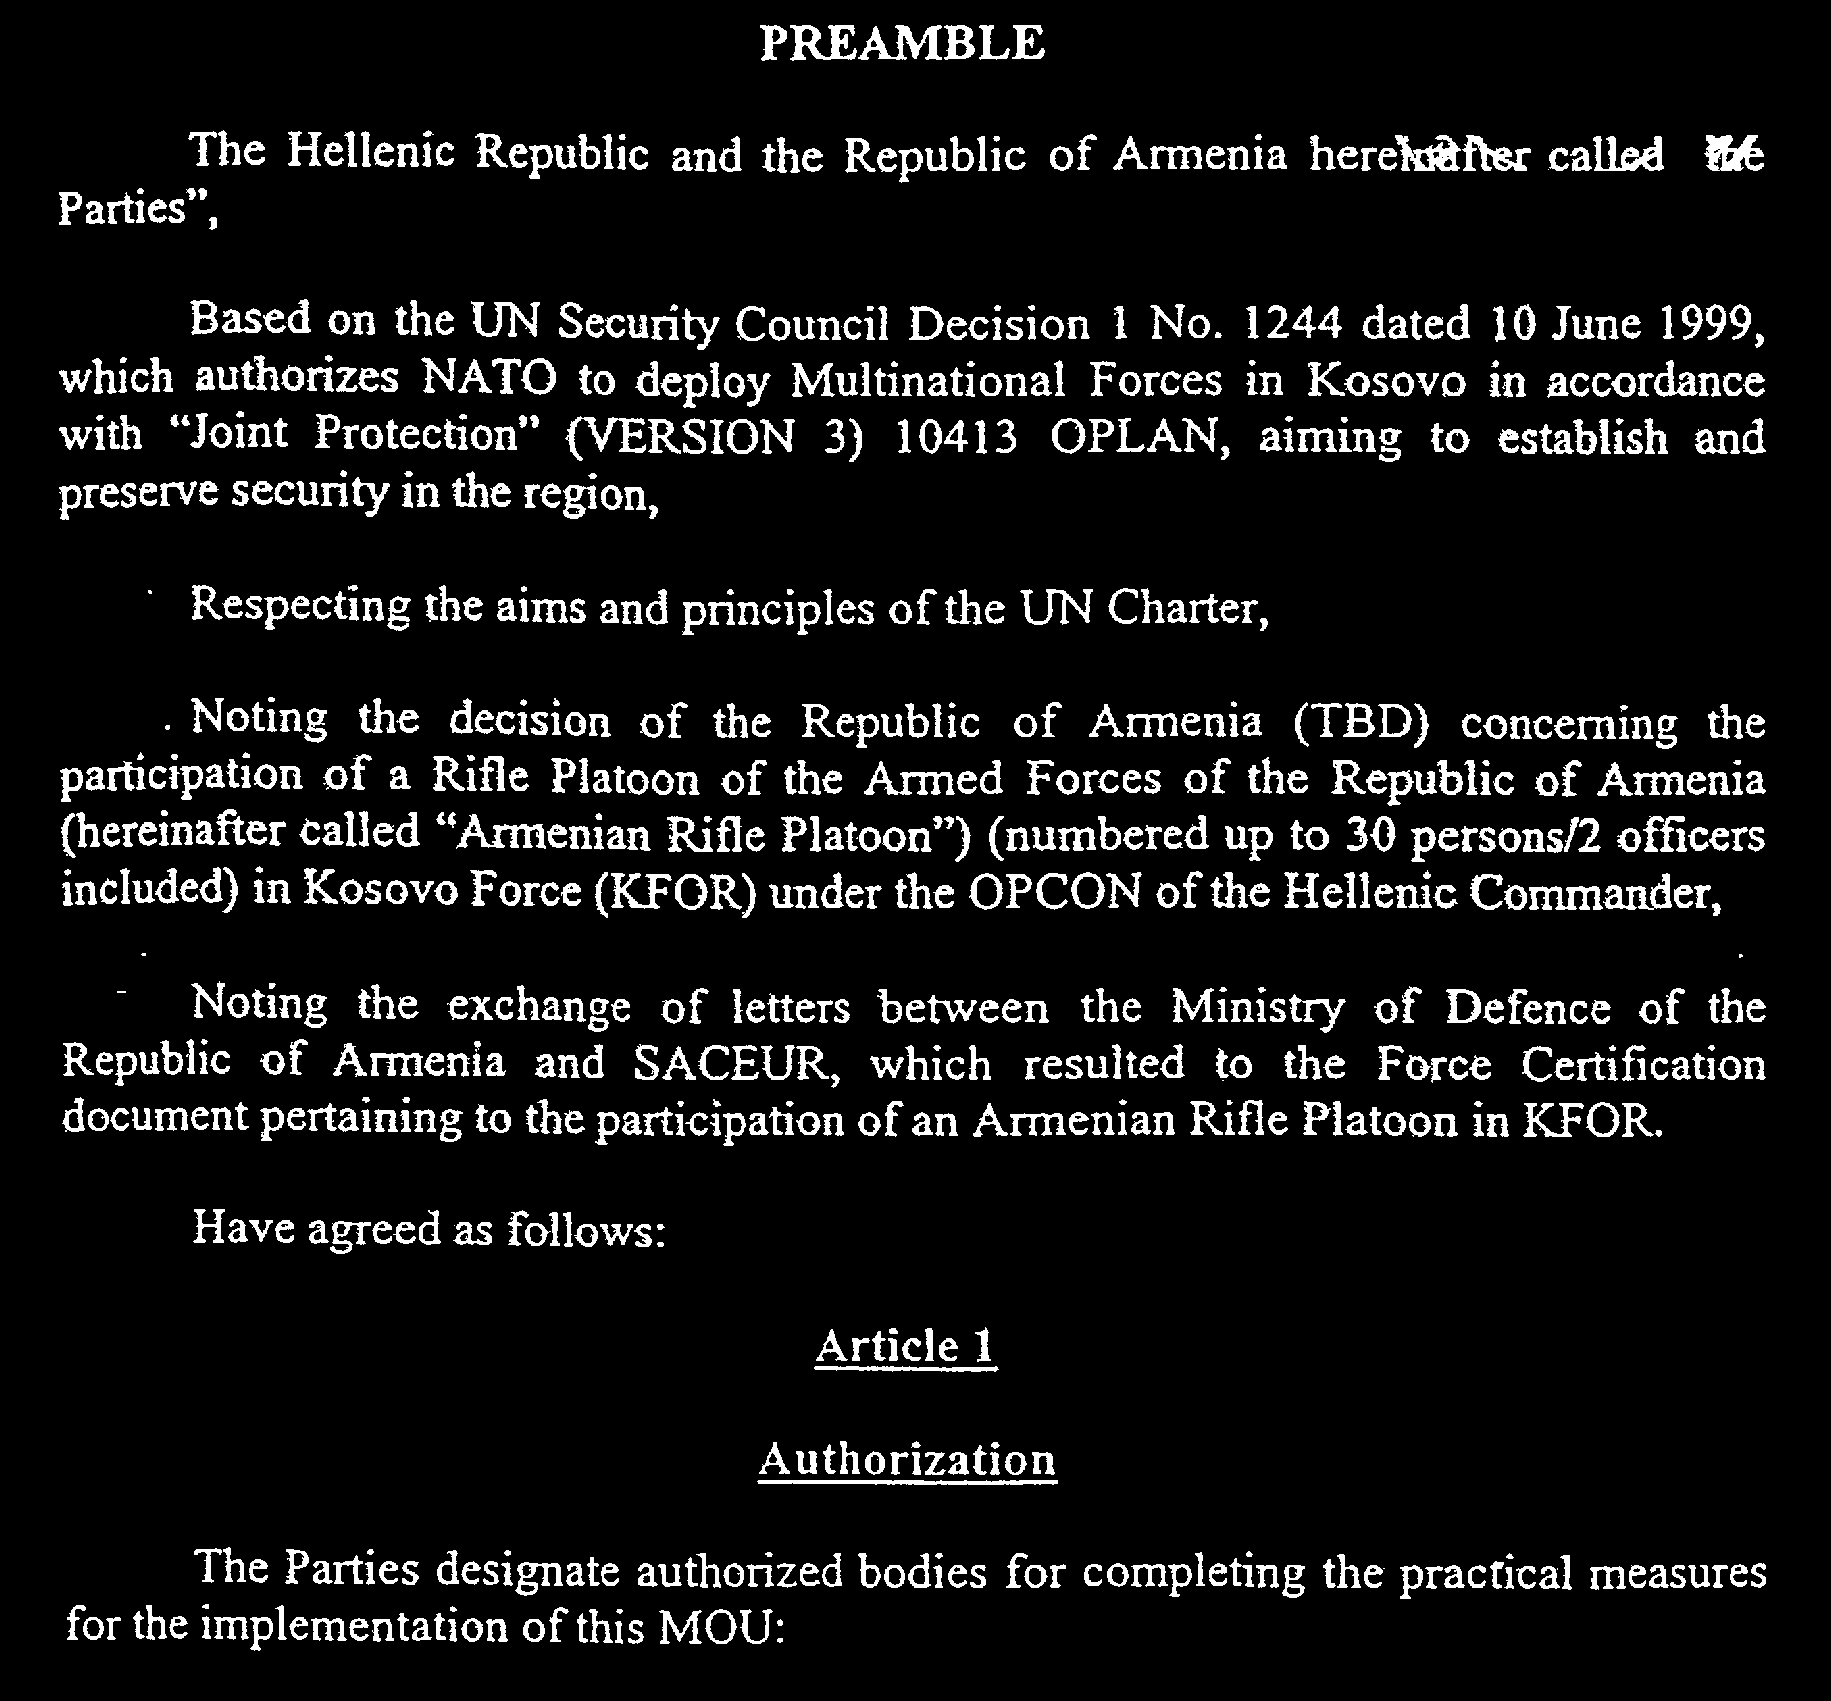 PREAMBLE
The Hellenic Republic and the Republic of Armenia hereinafter called the
Parties”,
Based on the UN Security Council Decision 1 No. 1244 dated 10 June 1999,
which authorizes NATO to deploy Multinational Forces in Kosovo in accordance
with “Joint Protection” (VERSION 3) 10413 OPLAN, aiming to establish and
preserve security in the region,
Respecting the aims and principles of the UN Charter,
Noting the decision of the Republic of Armenia (TBD) concerning the
participation of a Rifle Platoon of the Armed Forces of the Republic of Armenia
(hereinafter called “Armenian Rifle Platoon”) (numbered up to 30 persons/2 officers
included) in Kosovo Force (KFOR) under the OPCON of the Hellenic Commander,
Noting the exchange of letters between the Ministry of Defence of the
Republic of Armenia and SACEUR, which resulted to the Force Certification
document pertaining to the participation of an Armenian Rifle Platoon in KFOR.
Have agreed as follows:
Article 1
Authorization
The Parties designate authorized bodies for completing the practical measures
for the implementation of this MOU: